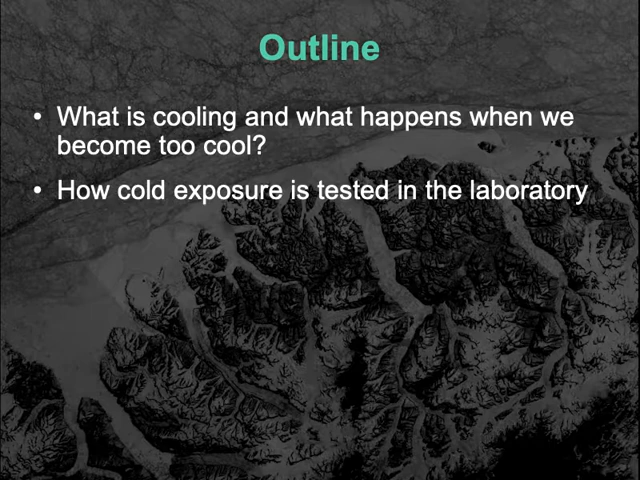 Outline
• What is cooling and what happens when we
become too cool?
• How cold exposure is tested in the laboratory